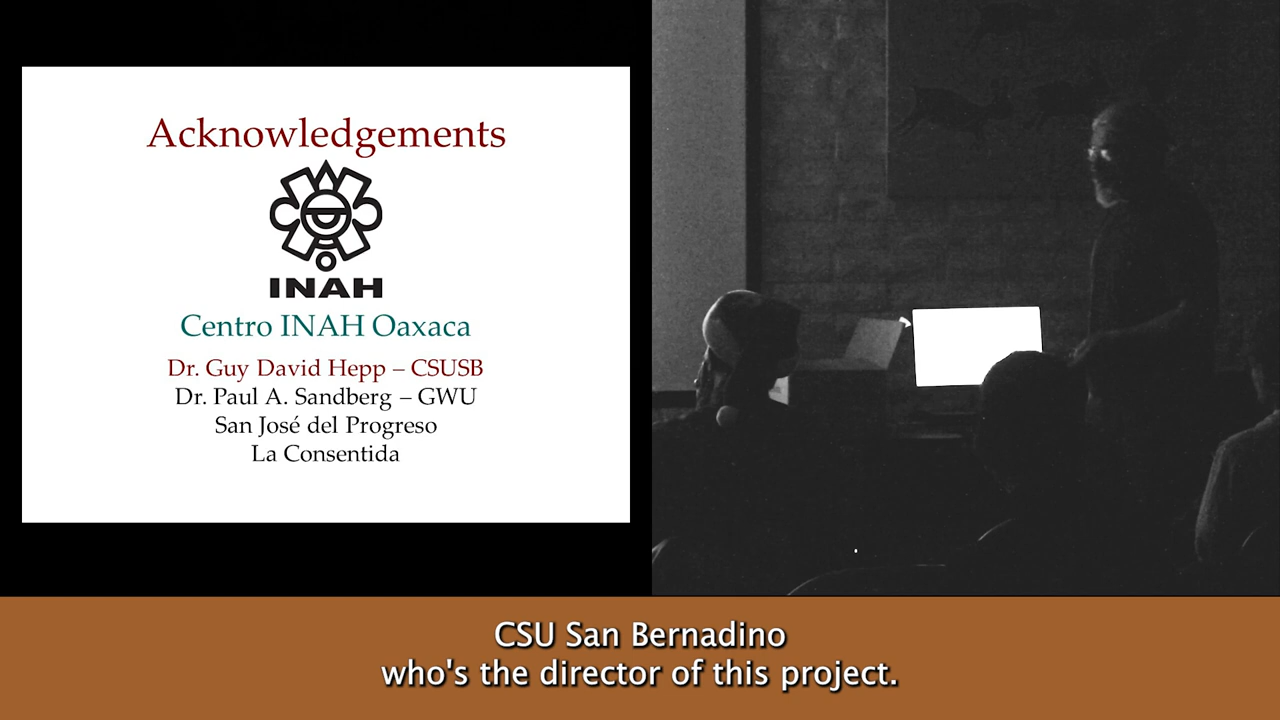 Acknowledgements
INAH
Centro INAH Oaxaca
Dr. Guy David Hepp – CSUSB
Dr. Paul A. Sandberg – GWU
San José del Progreso
La Consentida
CSU San Bernadino
who's the director of this project.